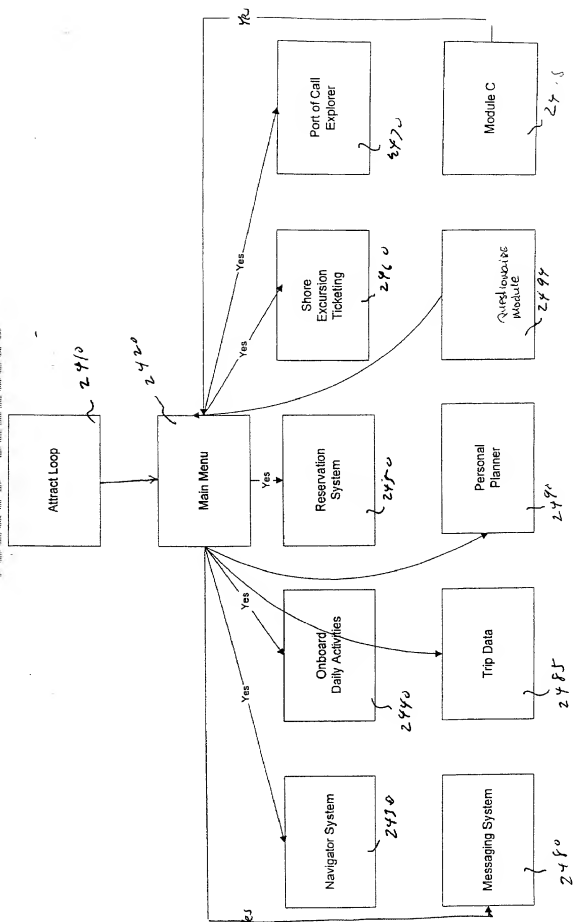 Attract Loop
2410
Main Menu
2420
Yes
Yes
Yes
Yes
Yes
Navigator System
2430
Onboard
Daily Activities
2440
Reservation
System
2450
Shore
Excursion
Ticketing
2460
Port of Call
Explorer
2470
Messaging System
2480
Trip Data
2485
Personal
Planner
Questionnaire
Module
2494
Module C